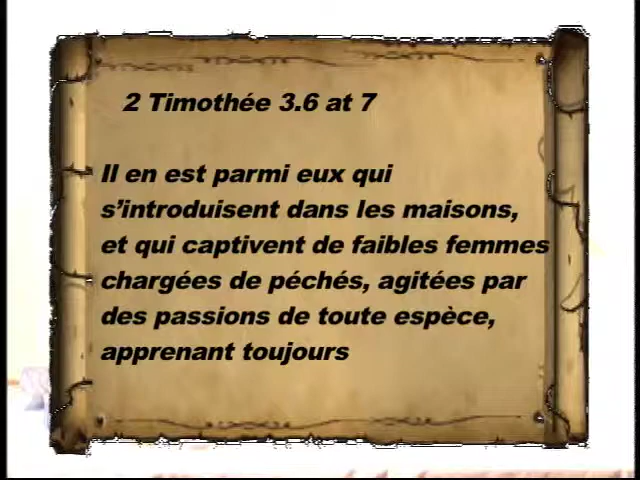 2 Timothée 3.6 at 7
Il en est parmi eux qui
s’introduisent dans les maisons,
et qui captivent de faibles femmes
chargées de péchés, agitées par
des passions de toute espèce,
apprenant toujours